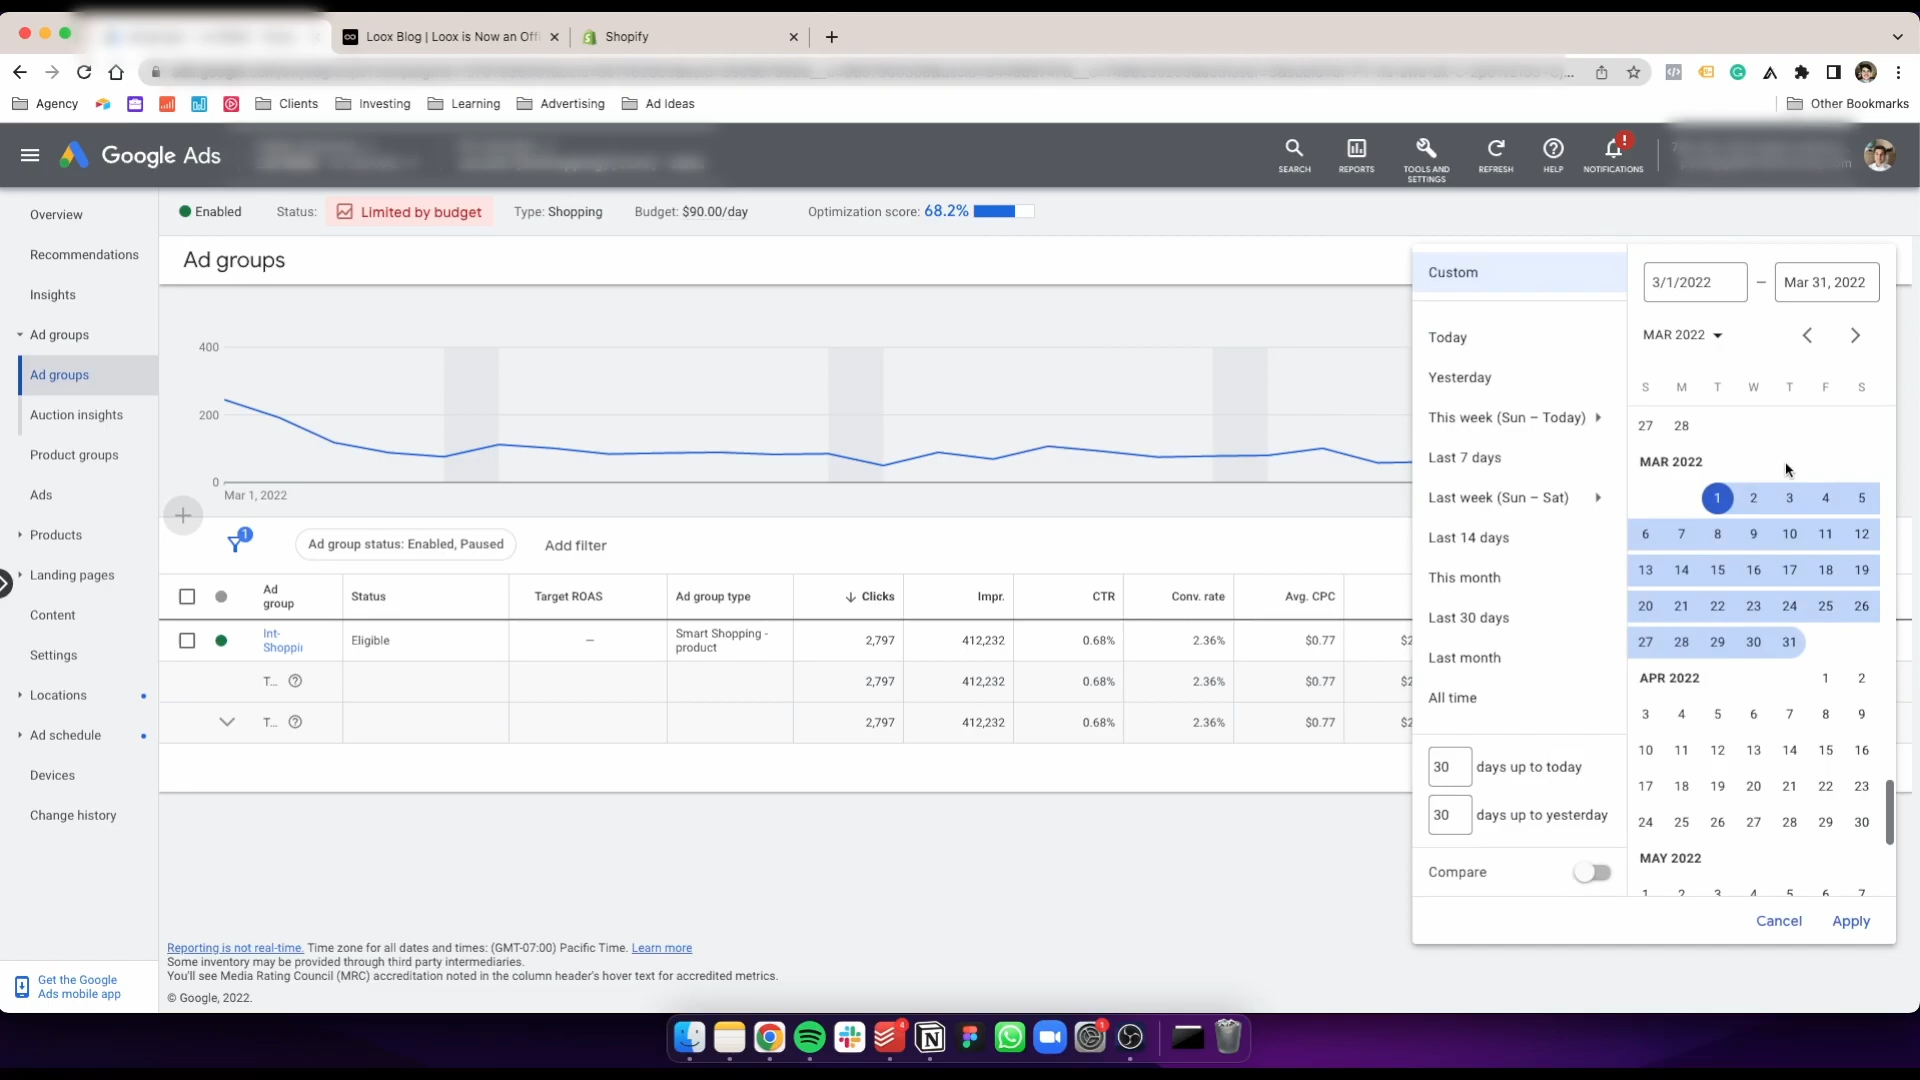 Loox Blog | Loox is Now an Offi
Shopify
Agency
Clients
Investing
Learning
Advertising
Ad Ideas
Other Bookmarks
Google Ads
SEARCH
REPORTS
TOOLS AND
SETTINGS
REFRESH
HELP
!
NOTIFICATIONS
Overview
Recommendations
Insights
Ad groups
Ad groups
Auction insights
Product groups
Ads
Products
Landing pages
Content
Settings
Locations
Ad schedule
Devices
Change history
Get the Google
Ads mobile app
Enabled
Status: Limited by budget
Type: Shopping
Budget: $90.00/day
Optimization score: 68.2%
Ad groups
400
200
0
Mar 1, 2022
1
Ad group status: Enabled, Paused
Add filter
Ad group Status Target ROAS Ad group type Clicks Impr. CTR Conv. rate Avg. CPC
Int-
Shoppi
Eligible — Smart Shopping -
product
2,797 412,232 0.68% 2.36% $0.77 $2
T... 2,797 412,232 0.68% 2.36% $0.77 $2
T... 2,797 412,232 0.68% 2.36% $0.77 $2
Reporting is not real-time. Time zone for all dates and times: (GMT-07:00) Pacific Time. Learn more
Some inventory may be provided through third party intermediaries.
You'll see Media Rating Council (MRC) accreditation noted in the column header's hover text for accredited metrics.
© Google, 2022.
Custom
Today
Yesterday
This week (Sun – Today)
Last 7 days
Last week (Sun – Sat)
Last 14 days
This month
Last 30 days
Last month
All time
30 days up to today
30 days up to yesterday
Compare
3/1/2022 – Mar 31, 2022
MAR 2022
S M T W T F S
27 28
MAR 2022
1 2 3 4 5
6 7 8 9 10 11 12
13 14 15 16 17 18 19
20 21 22 23 24 25 26
27 28 29 30 31
APR 2022 1 2
3 4 5 6 7 8 9
10 11 12 13 14 15 16
17 18 19 20 21 22 23
24 25 26 27 28 29 30
MAY 2022
1 2 3 4 5 6 7
Cancel
Apply
4
1